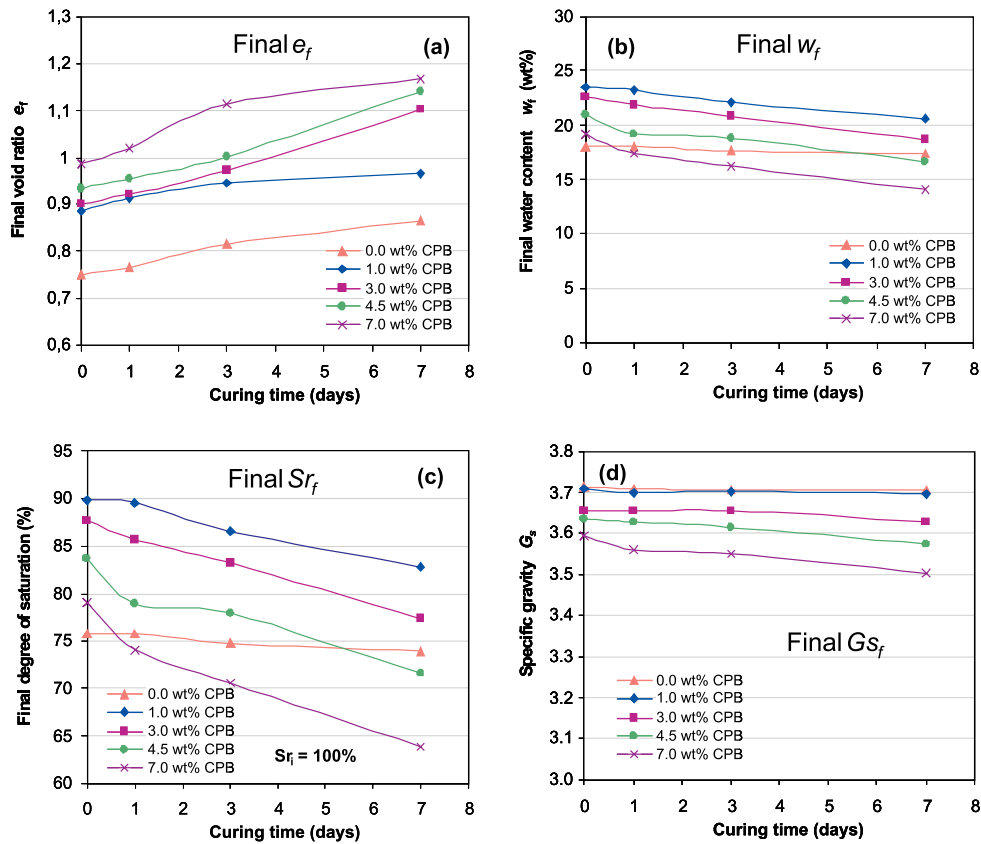 Final ef
(a)
1,3
1,2
1,1
1
0,9
0,8
0,7
0,6
Final void ratio ef
0 1 2 3 4 5 6 7 8
Curing time (days)
0.0 wt% CPB
1.0 wt% CPB
3.0 wt% CPB
4.5 wt% CPB
7.0 wt% CPB
(b)
Final wf
30
25
20
15
10
5
0
Final water content wf (wt%)
0 1 2 3 4 5 6 7 8
Curing time (days)
0.0 wt% CPB
1.0 wt% CPB
3.0 wt% CPB
4.5 wt% CPB
7.0 wt% CPB
Final Srf
(c)
95
90
85
80
75
70
65
60
Final degree of saturation (%)
0 1 2 3 4 5 6 7 8
Curing time (days)
0.0 wt% CPB
1.0 wt% CPB
3.0 wt% CPB
4.5 wt% CPB
7.0 wt% CPB
Sri = 100%
(d)
3.8
3.7
3.6
3.5
3.4
3.3
3.2
3.1
3.0
Specific gravity Gs
Final Gsf
0.0 wt% CPB
1.0 wt% CPB
3.0 wt% CPB
4.5 wt% CPB
7.0 wt% CPB
0 1 2 3 4 5 6 7 8
Curing time (days)